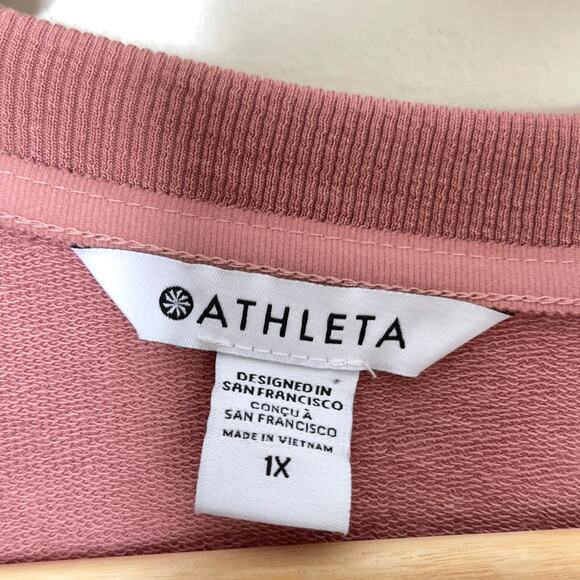 ATHLETA
DESIGNED IN
SAN FRANCISCO
CONÇU À
SAN FRANCISCO
MADE IN VIETNAM
1X